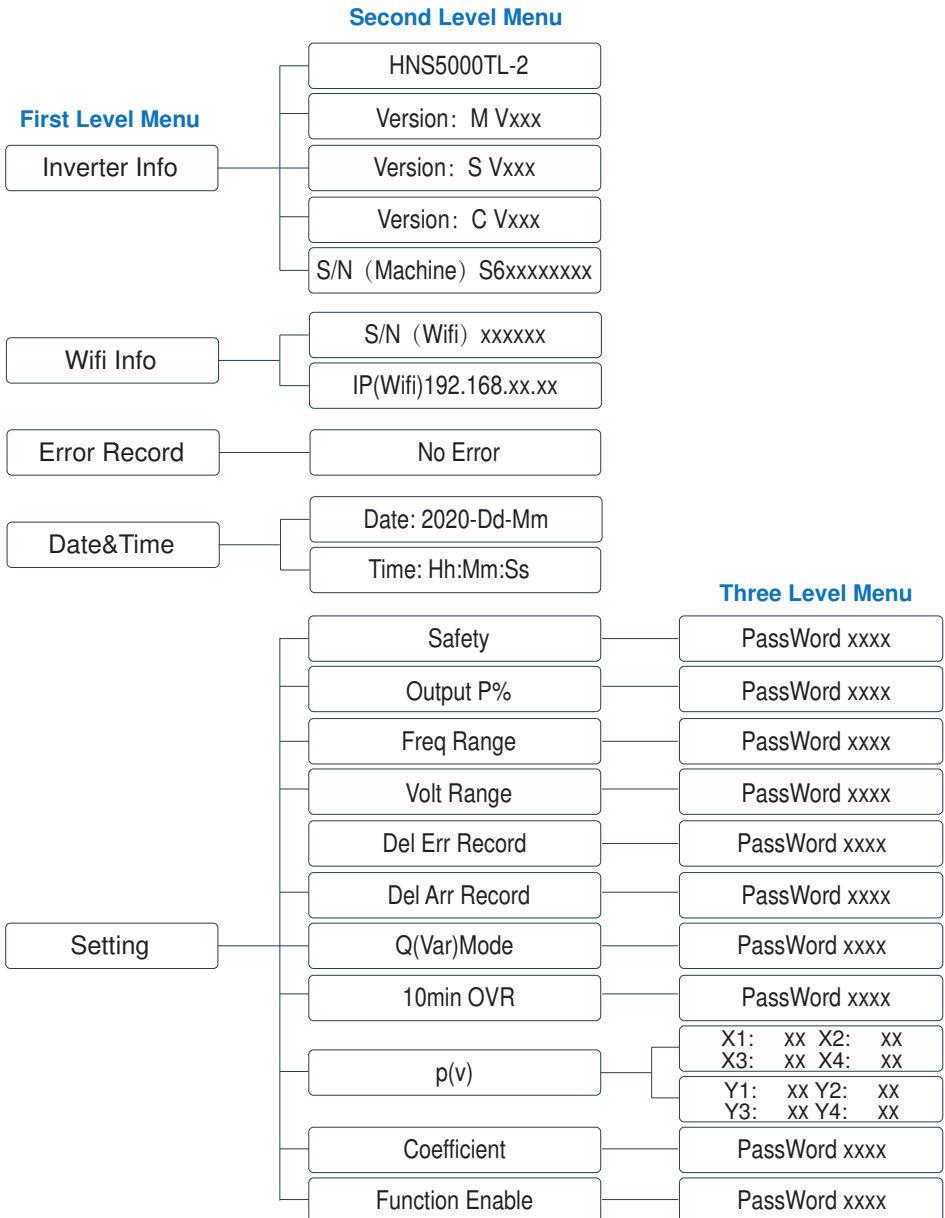 Second Level Menu
HNS5000TL-2
First Level Menu
Version：M Vxxx
Inverter Info
Version：S Vxxx
Version：C Vxxx
S/N（Machine）S6xxxxxxxx
Wifi Info
S/N（Wifi）xxxxxx
IP(Wifi)192.168.xx.xx
Error Record
No Error
Date&Time
Date: 2020-Dd-Mm
Time: Hh:Mm:Ss
Three Level Menu
Safety
PassWord xxxx
Output P%
PassWord xxxx
Freq Range
PassWord xxxx
Volt Range
PassWord xxxx
Del Err Record
PassWord xxxx
Del Arr Record
PassWord xxxx
Setting
Q(Var)Mode
PassWord xxxx
10min OVR
PassWord xxxx
p(v)
X1: xx X2: xx
X3: xx X4: xx
Y1: xx Y2: xx
Y3: xx Y4: xx
Coefficient
PassWord xxxx
Function Enable
PassWord xxxx